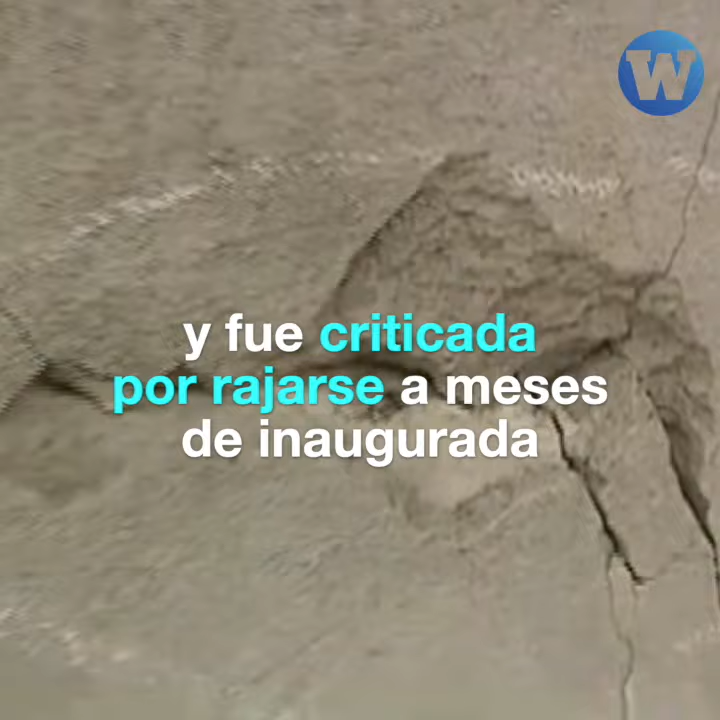 W
y fue criticada
por rajarse a meses
de inaugurada